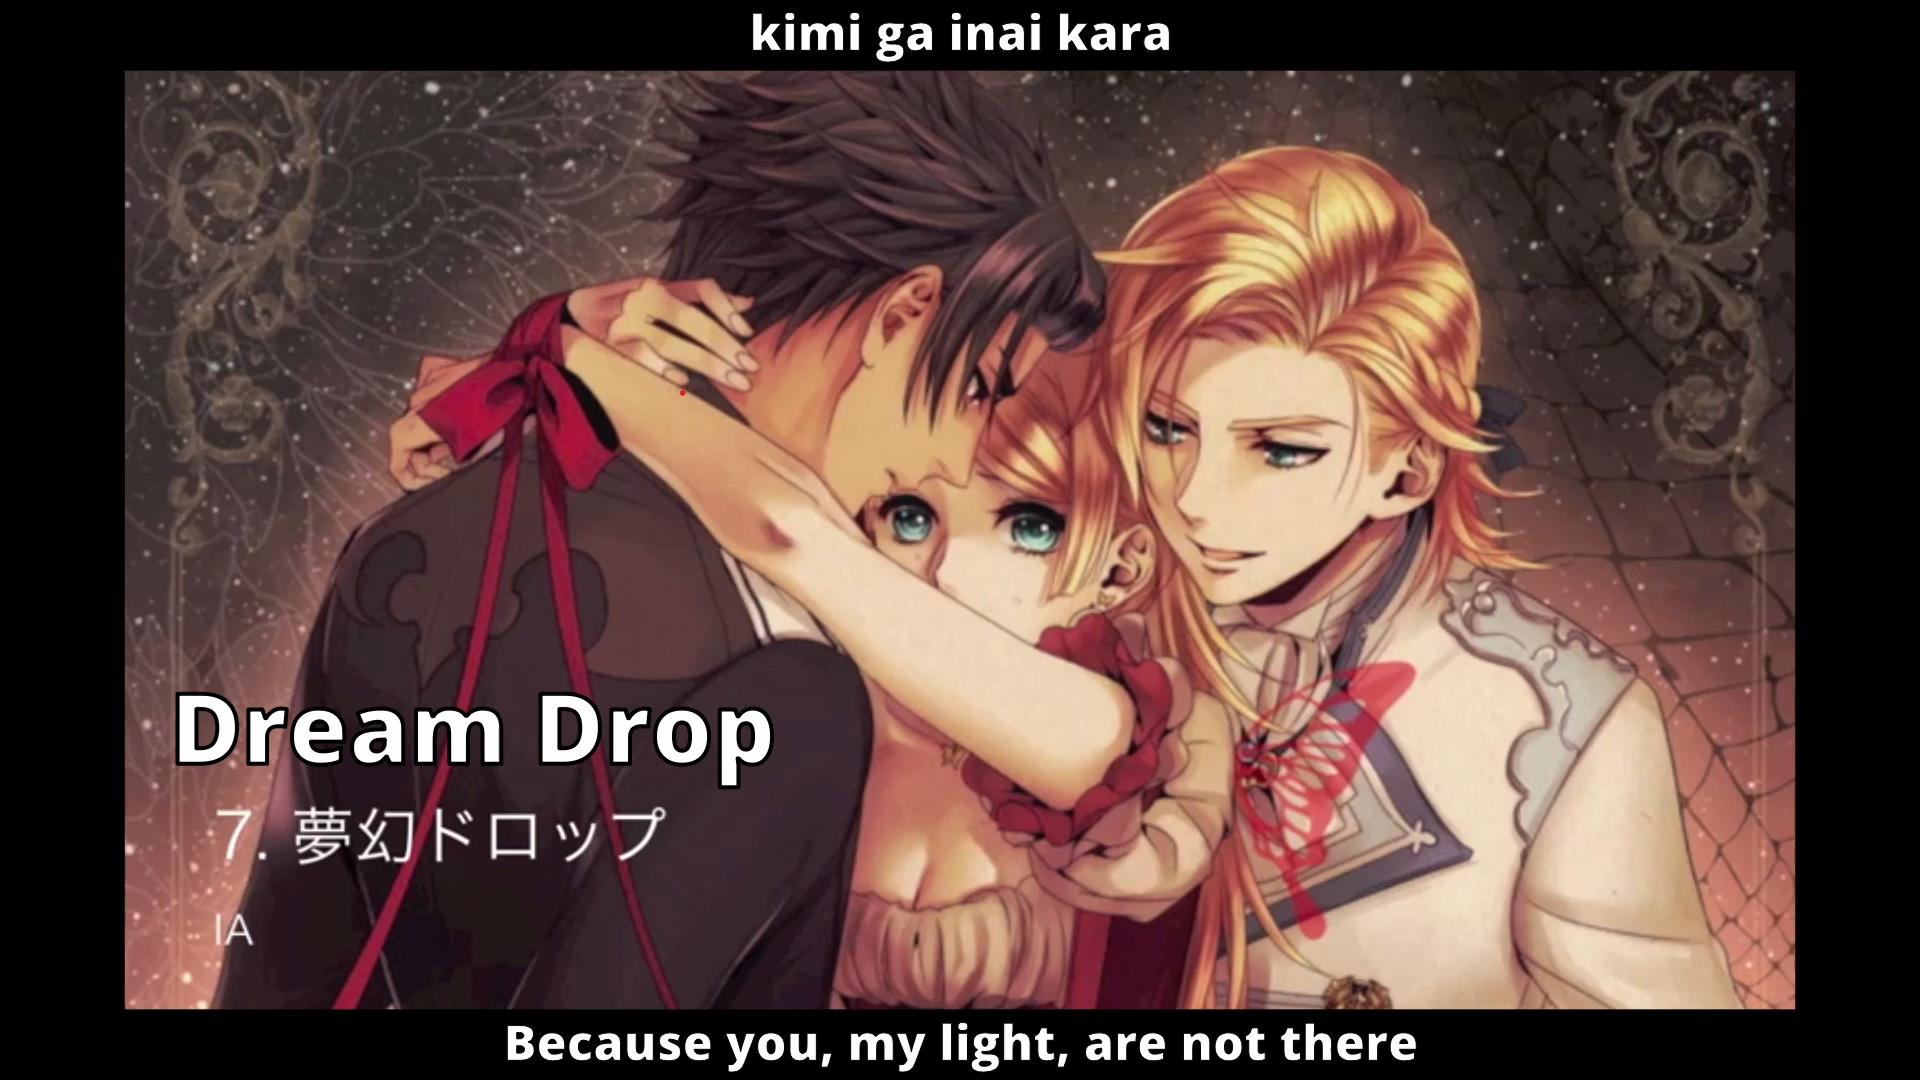 kimi ga inai kara
Dream Drop
7. 夢幻ドロップ
IA
Because you, my light, are not there